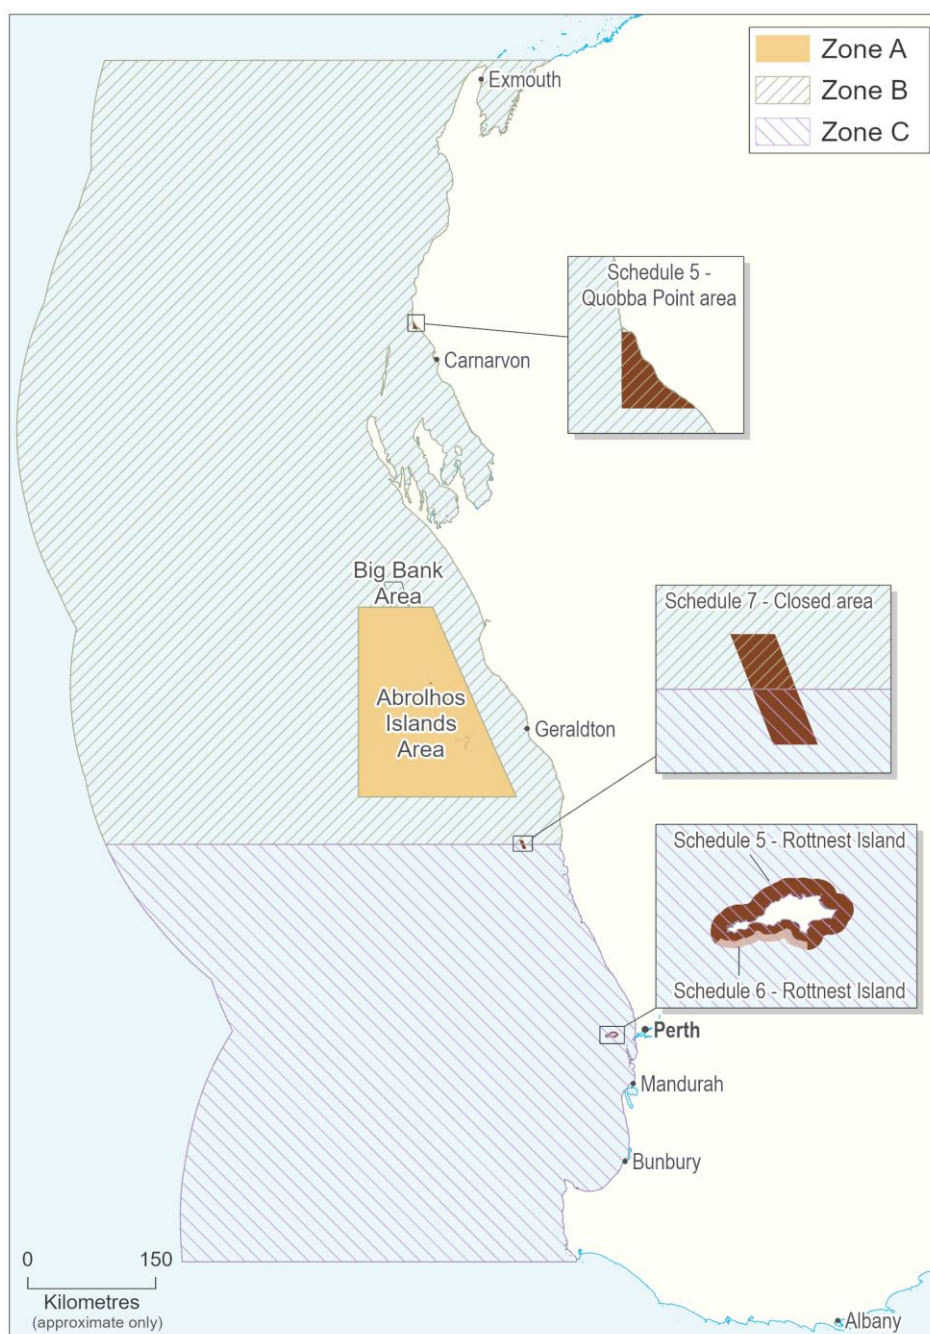 Zone A
Zone B
Zone C
Exmouth
Schedule 5 -
Quobba Point area
Carnarvon
Big Bank
Area
Schedule 7 - Closed area
Abrolhos
Islands
Area
Geraldton
Schedule 5 - Rottnest Island
Schedule 6 - Rottnest Island
Perth
Mandurah
Bunbury
0 150
Kilometres
(approximate only)
Albany